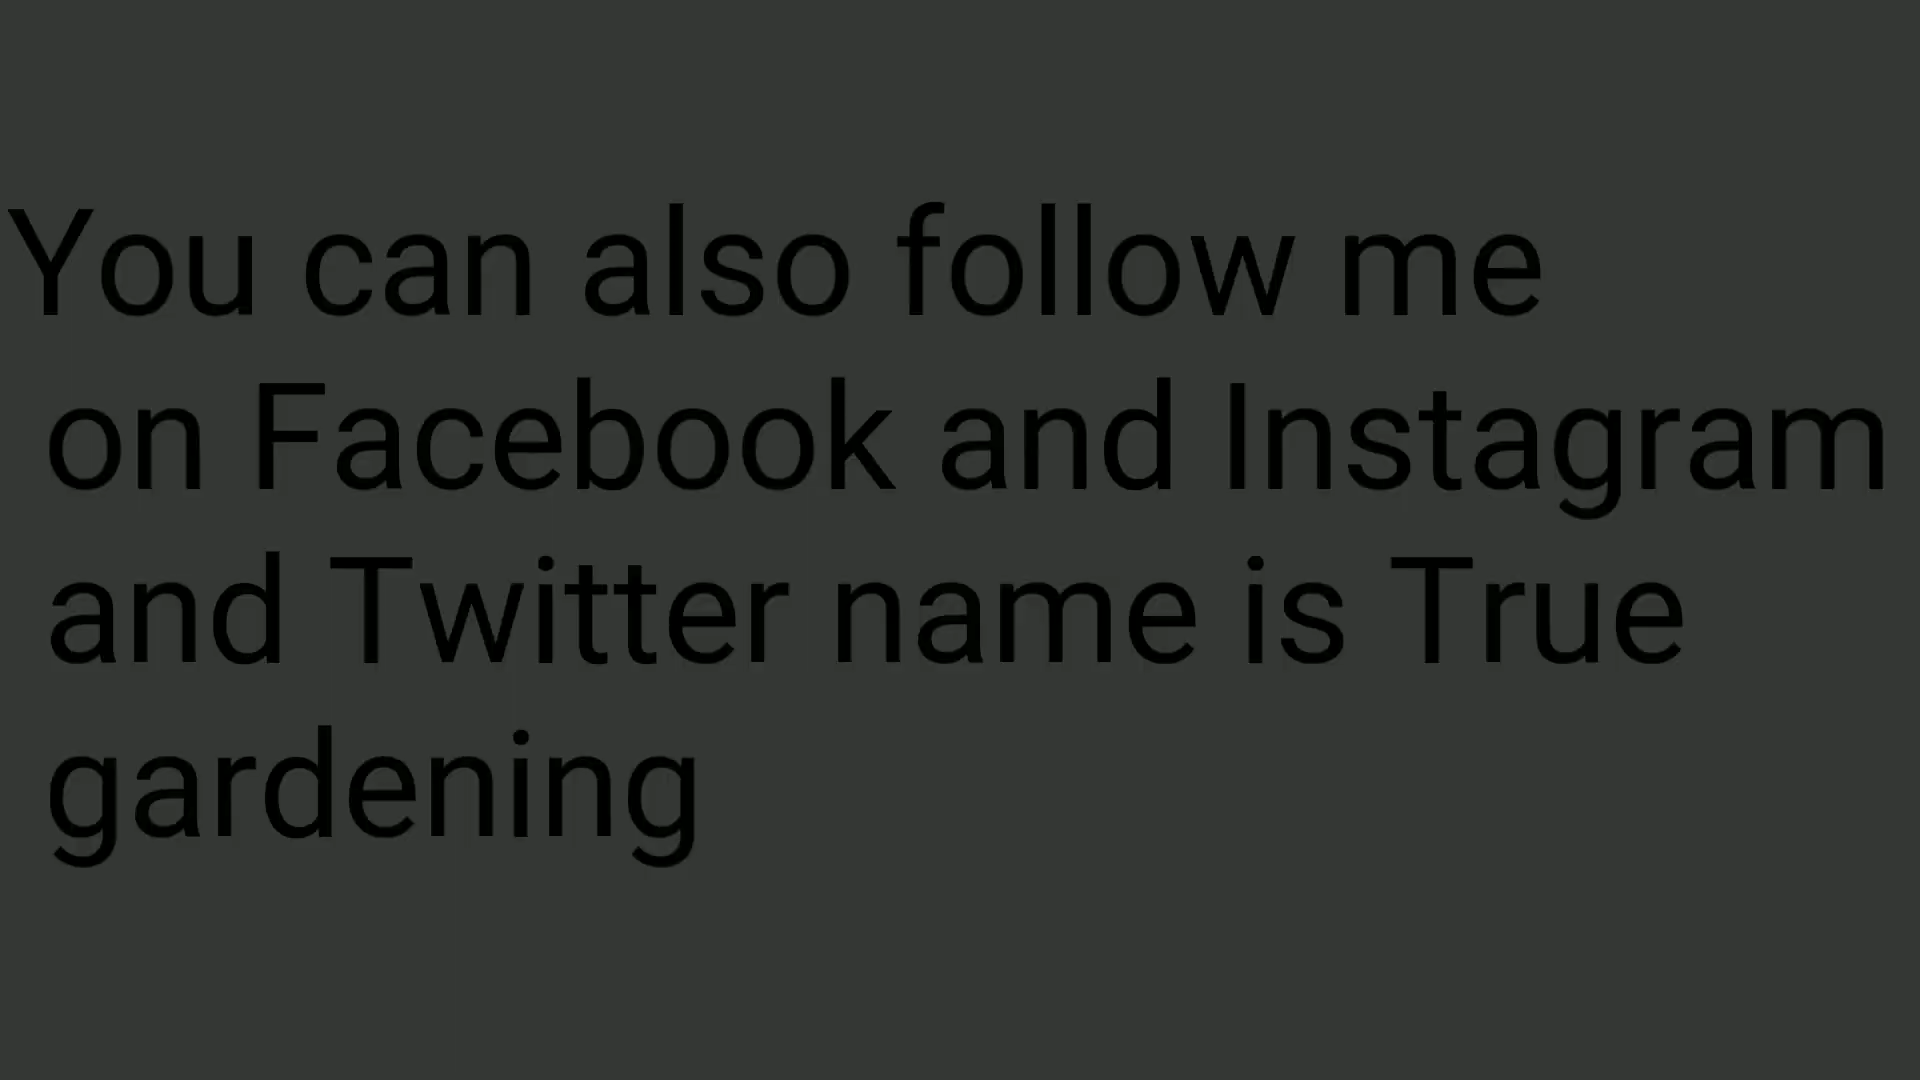 You can also follow me
on Facebook and Instagram
and Twitter name is True
gardening